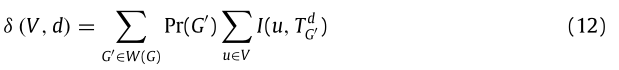 δ (V, d) = ∑_{G′∈W(G)} Pr(G′) ∑_{u∈V} I(u, T^d_{G′}) (12)